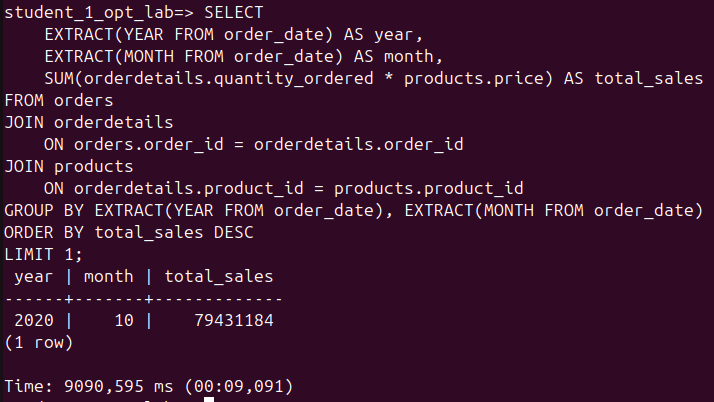 student_1_opt_lab=> SELECT
    EXTRACT(YEAR FROM order_date) AS year,
    EXTRACT(MONTH FROM order_date) AS month,
    SUM(orderdetails.quantity_ordered * products.price) AS total_sales
FROM orders
JOIN orderdetails
    ON orders.order_id = orderdetails.order_id
JOIN products
    ON orderdetails.product_id = products.product_id
GROUP BY EXTRACT(YEAR FROM order_date), EXTRACT(MONTH FROM order_date)
ORDER BY total_sales DESC
LIMIT 1;
 year | month | total_sales
------+-------+-------------
 2020 |    10 |    79431184
(1 row)

Time: 9090,595 ms (00:09,091)